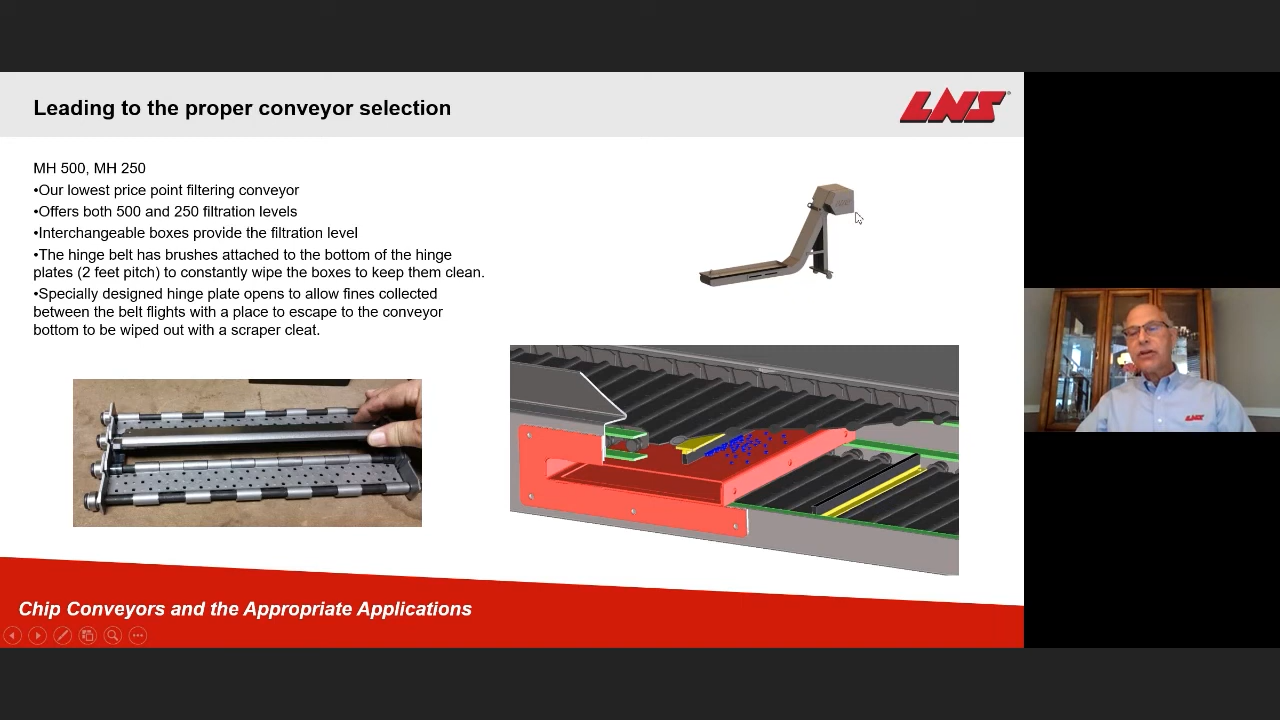 Leading to the proper conveyor selection
LNS
MH 500, MH 250
•Our lowest price point filtering conveyor
•Offers both 500 and 250 filtration levels
•Interchangeable boxes provide the filtration level
•The hinge belt has brushes attached to the bottom of the hinge
plates (2 feet pitch) to constantly wipe the boxes to keep them clean.
•Specially designed hinge plate opens to allow fines collected
between the belt flights with a place to escape to the conveyor
bottom to be wiped out with a scraper cleat.
LNS
Chip Conveyors and the Appropriate Applications